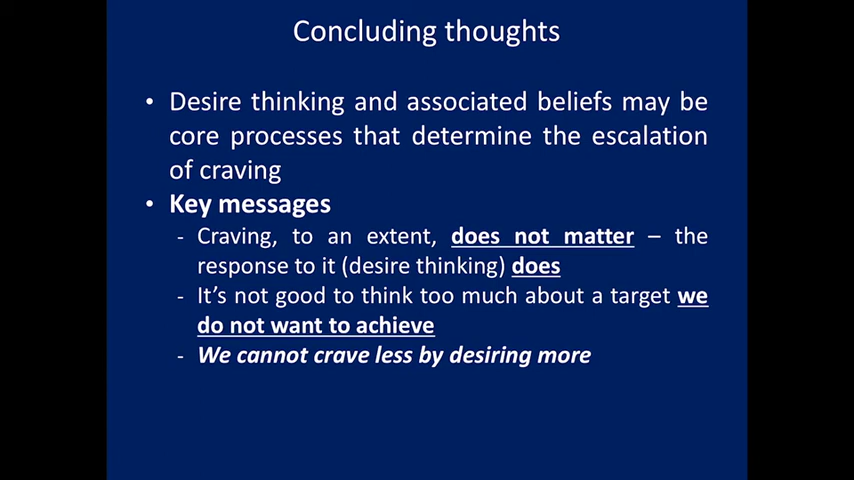 Concluding thoughts
• Desire thinking and associated beliefs may be
core processes that determine the escalation
of craving
• Key messages
- Craving, to an extent, does not matter – the
response to it (desire thinking) does
- It’s not good to think too much about a target we
do not want to achieve
- We cannot crave less by desiring more